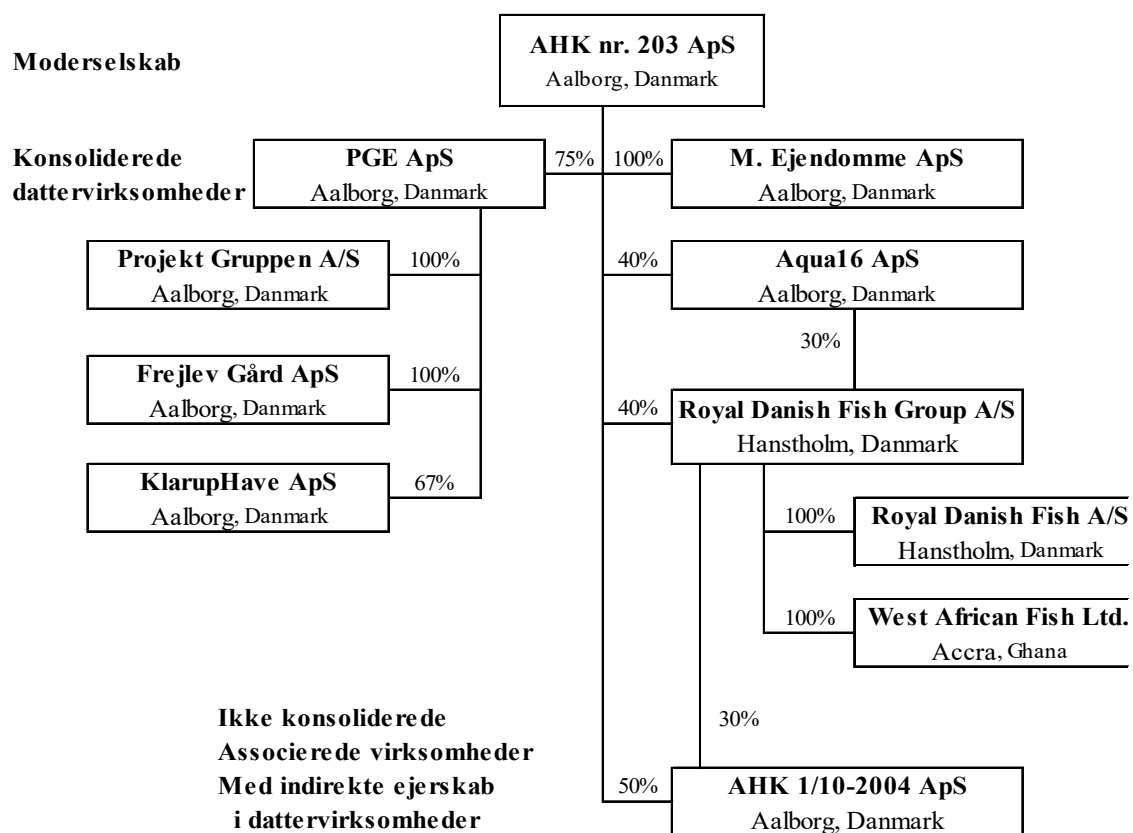 AHK nr. 203 ApS
Aalborg, Danmark
Moderselskab
Konsoliderede
dattervirksomheder
PGE ApS
Aalborg, Danmark
75%
100%
M. Ejendomme ApS
Aalborg, Danmark
Projekt Gruppen A/S
Aalborg, Danmark
100%
40%
Aqua16 ApS
Aalborg, Danmark
30%
Frejlev Gård ApS
Aalborg, Danmark
100%
40%
Royal Danish Fish Group A/S
Hanstholm, Danmark
KlarupHave ApS
Aalborg, Danmark
67%
100%
Royal Danish Fish A/S
Hanstholm, Danmark
100%
West African Fish Ltd.
Accra, Ghana
30%
Ikke konsoliderede
Associerede virksomheder
Med indirekte ejerskab
i dattervirksomheder
50%
AHK 1/10-2004 ApS
Aalborg, Danmark